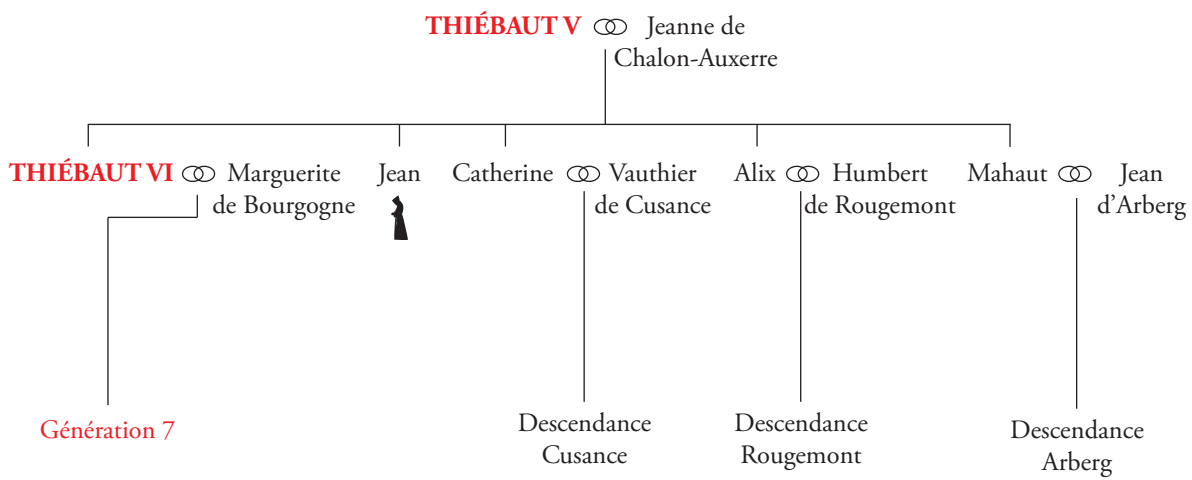 THIÉBAUT V Jeanne de
Chalon-Auxerre
THIÉBAUT VI Marguerite
de Bourgogne
Jean
Catherine Vauthier
de Cusance
Alix Humbert
de Rougemont
Mahaut Jean
d'Arberg
Génération 7
Descendance
Cusance
Descendance
Rougemont
Descendance
Arberg